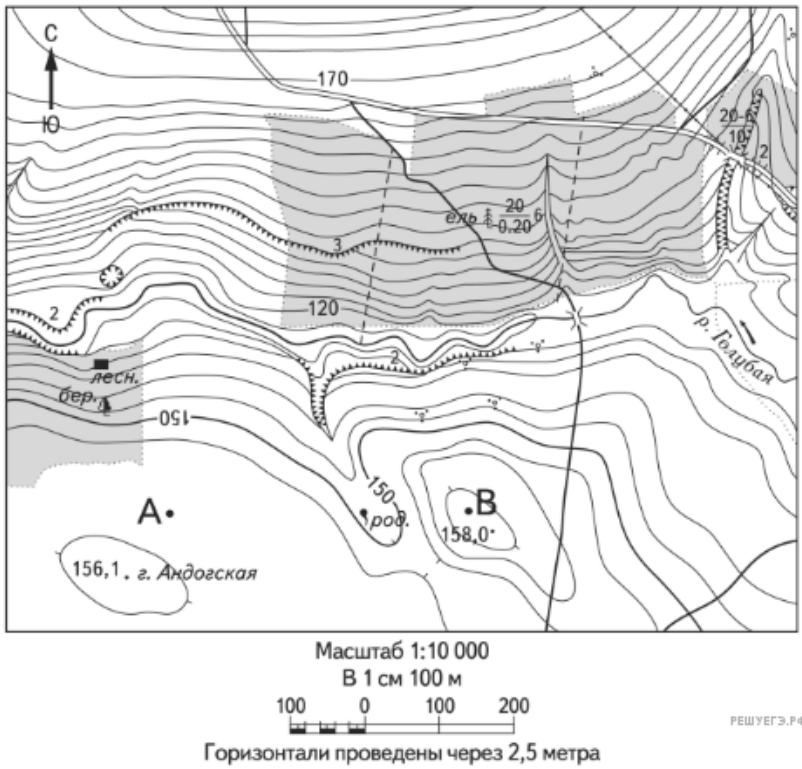 С
Ю
170
20-6
10
2
ель 20 6
0.20
3
120
2
р. Голубая
2
лесн.
бер.
150
150
А
род.
В
158,0
156,1 г. Андогская
Масштаб 1:10 000
В 1 см 100 м
100 0 100 200
Горизонтали проведены через 2,5 метра
РЕШУЕГЭ.РФ